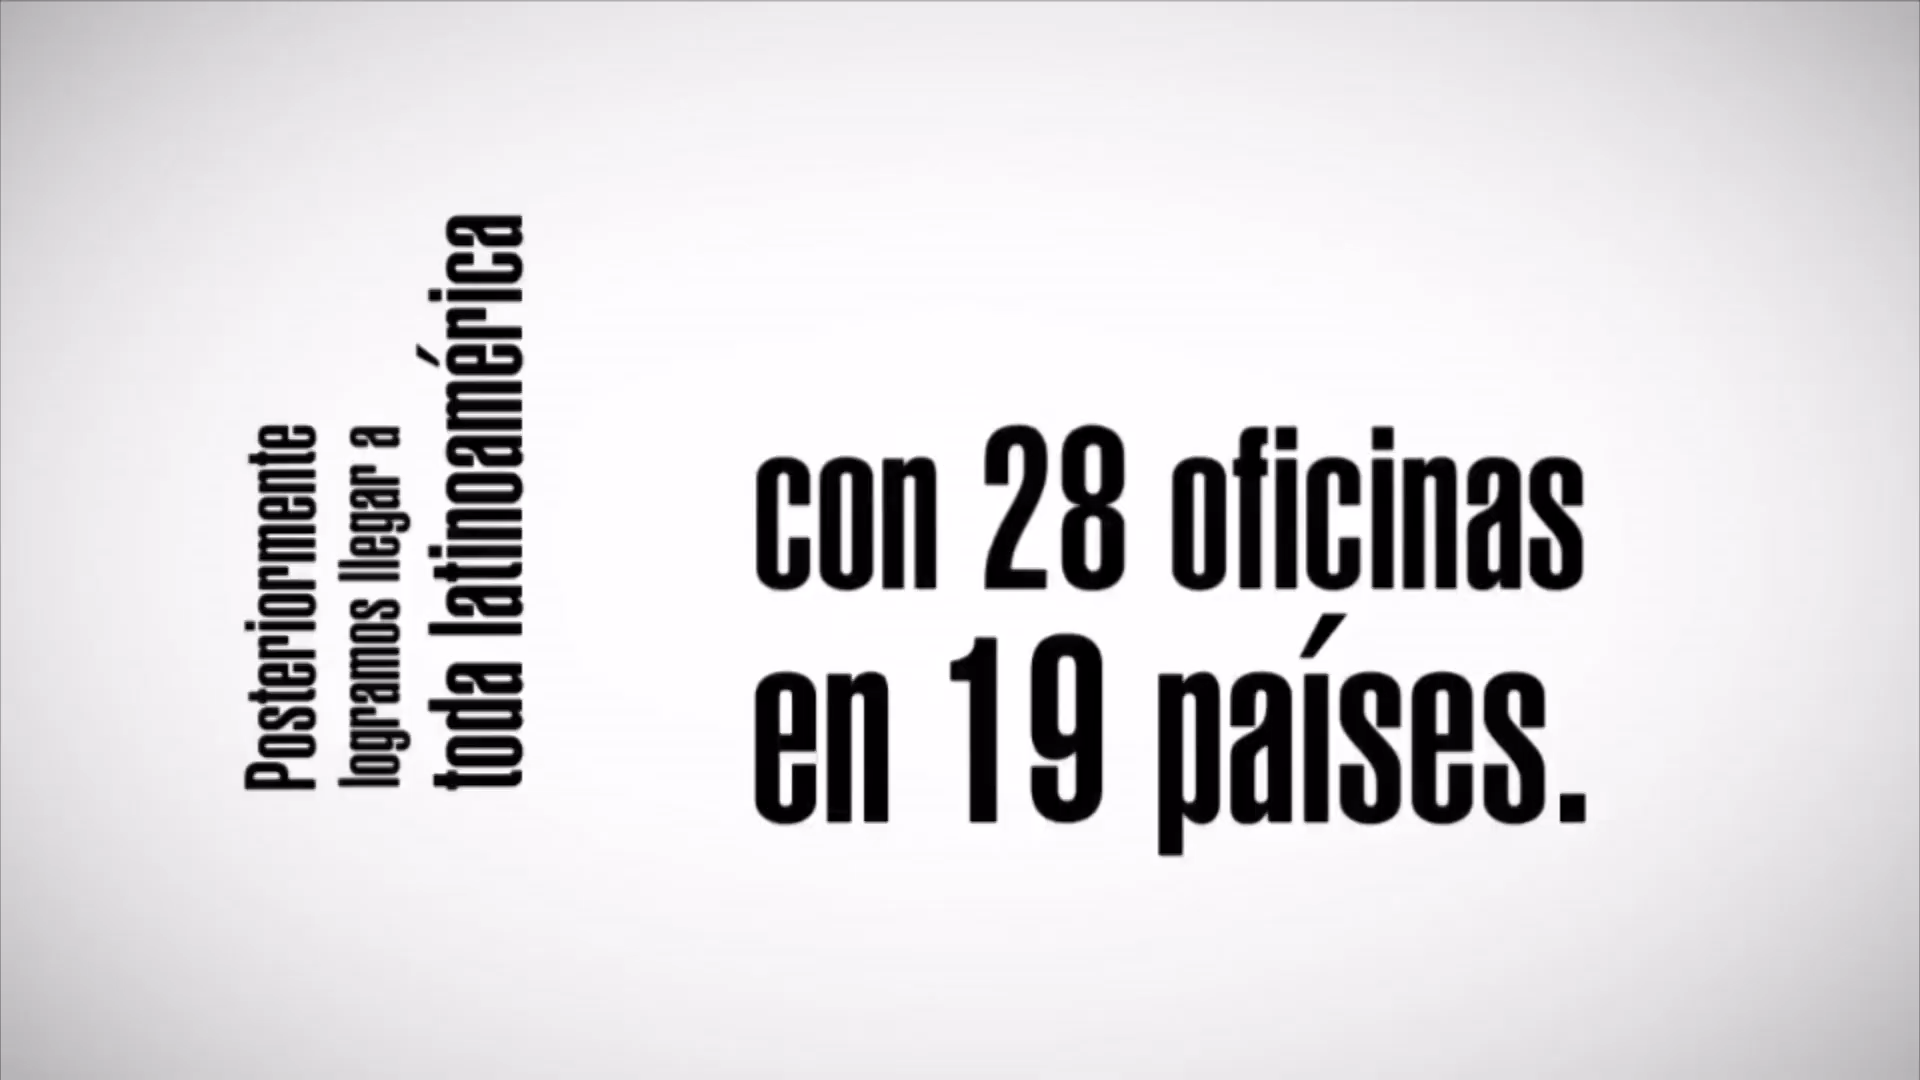 Posteriormente
logramos llegar a
toda latinoamérica
con 28 oficinas
en 19 países.